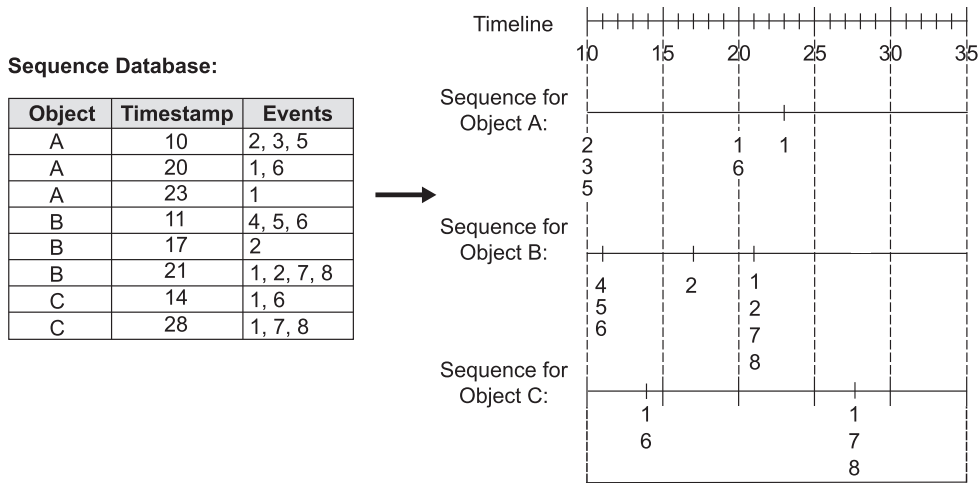 Sequence Database:
Object Timestamp Events
A 10 2, 3, 5
A 20 1, 6
A 23 1
B 11 4, 5, 6
B 17 2
B 21 1, 2, 7, 8
C 14 1, 6
C 28 1, 7, 8
Timeline
10 15 20 25 30 35
Sequence for
Object A:
2 1 1
3 6
5
Sequence for
Object B:
4 2 1
5 2
6 7
8
Sequence for
Object C:
1 1
6 7
8